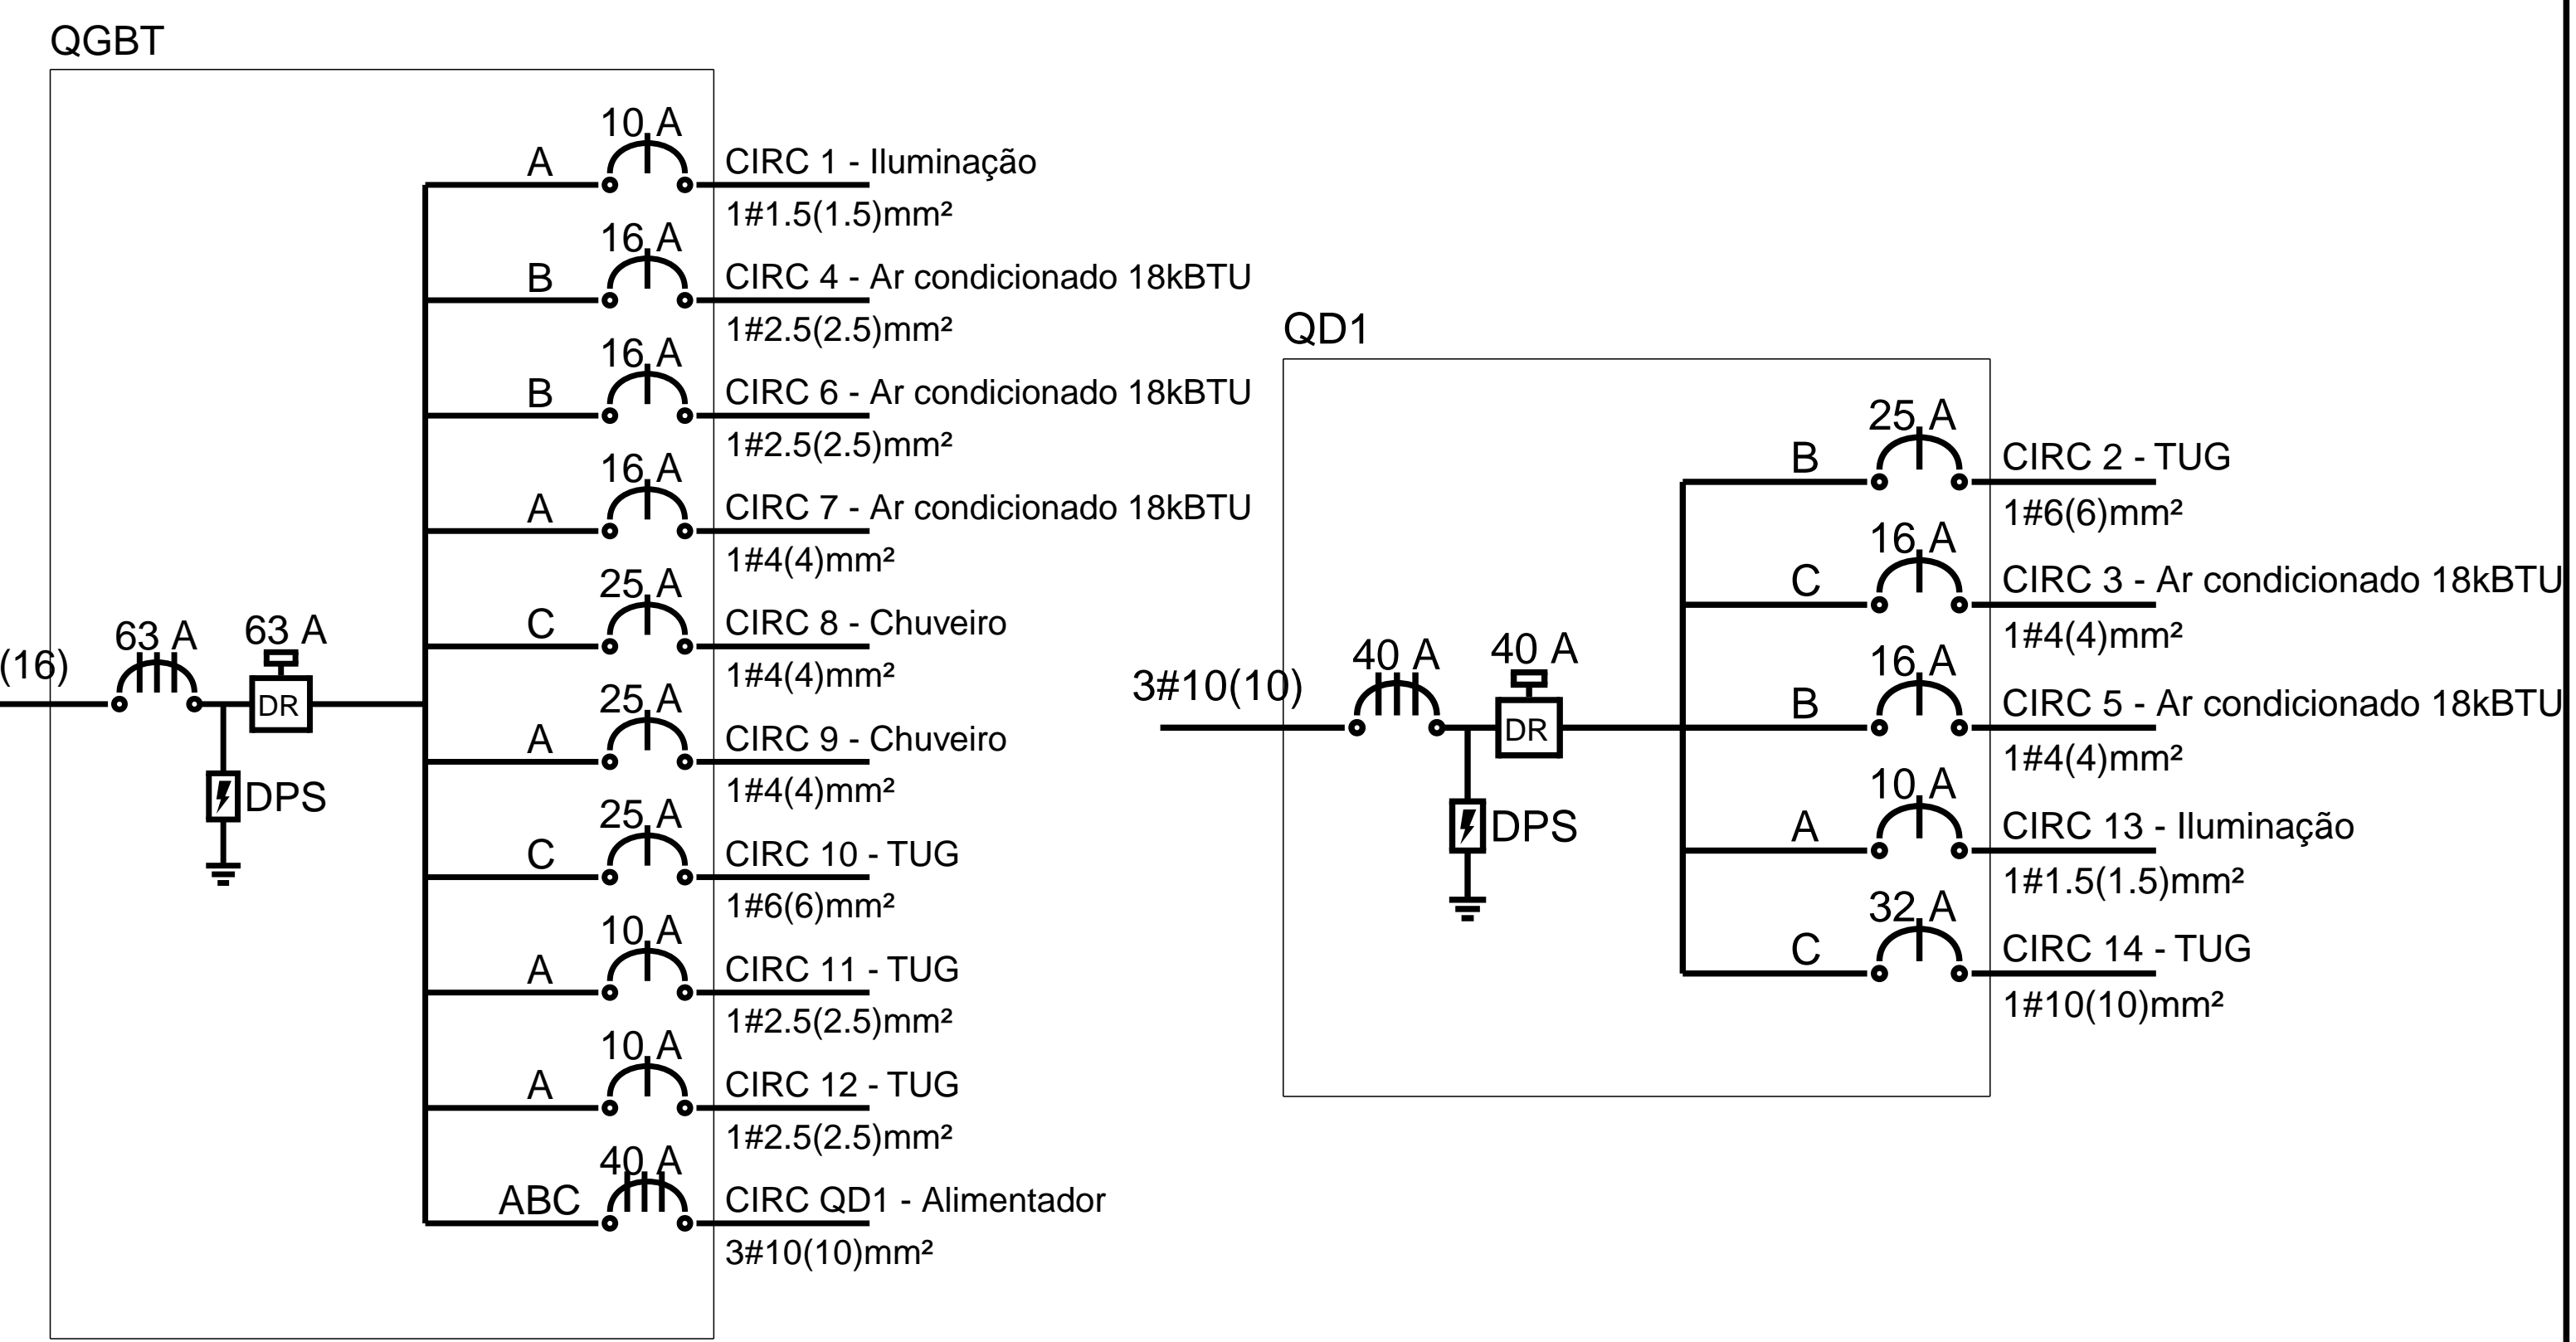 QGBT
10 A
A
CIRC 1 - Iluminação
1#1.5(1.5)mm²
16 A
B
CIRC 4 - Ar condicionado 18kBTU
1#2.5(2.5)mm²
16 A
B
CIRC 6 - Ar condicionado 18kBTU
1#2.5(2.5)mm²
16 A
A
CIRC 7 - Ar condicionado 18kBTU
1#4(4)mm²
25 A
C
CIRC 8 - Chuveiro
1#4(4)mm²
25 A
A
CIRC 9 - Chuveiro
1#4(4)mm²
25 A
C
CIRC 10 - TUG
1#6(6)mm²
10 A
A
CIRC 11 - TUG
1#2.5(2.5)mm²
10 A
A
CIRC 12 - TUG
1#2.5(2.5)mm²
40 A
ABC
CIRC QD1 - Alimentador
3#10(10)mm²
(16)
63 A
63 A
DR
DPS
QD1
3#10(10)
40 A
40 A
DR
DPS
25 A
B
CIRC 2 - TUG
1#6(6)mm²
16 A
C
CIRC 3 - Ar condicionado 18kBTU
1#4(4)mm²
16 A
B
CIRC 5 - Ar condicionado 18kBTU
1#4(4)mm²
10 A
A
CIRC 13 - Iluminação
1#1.5(1.5)mm²
32 A
C
CIRC 14 - TUG
1#10(10)mm²